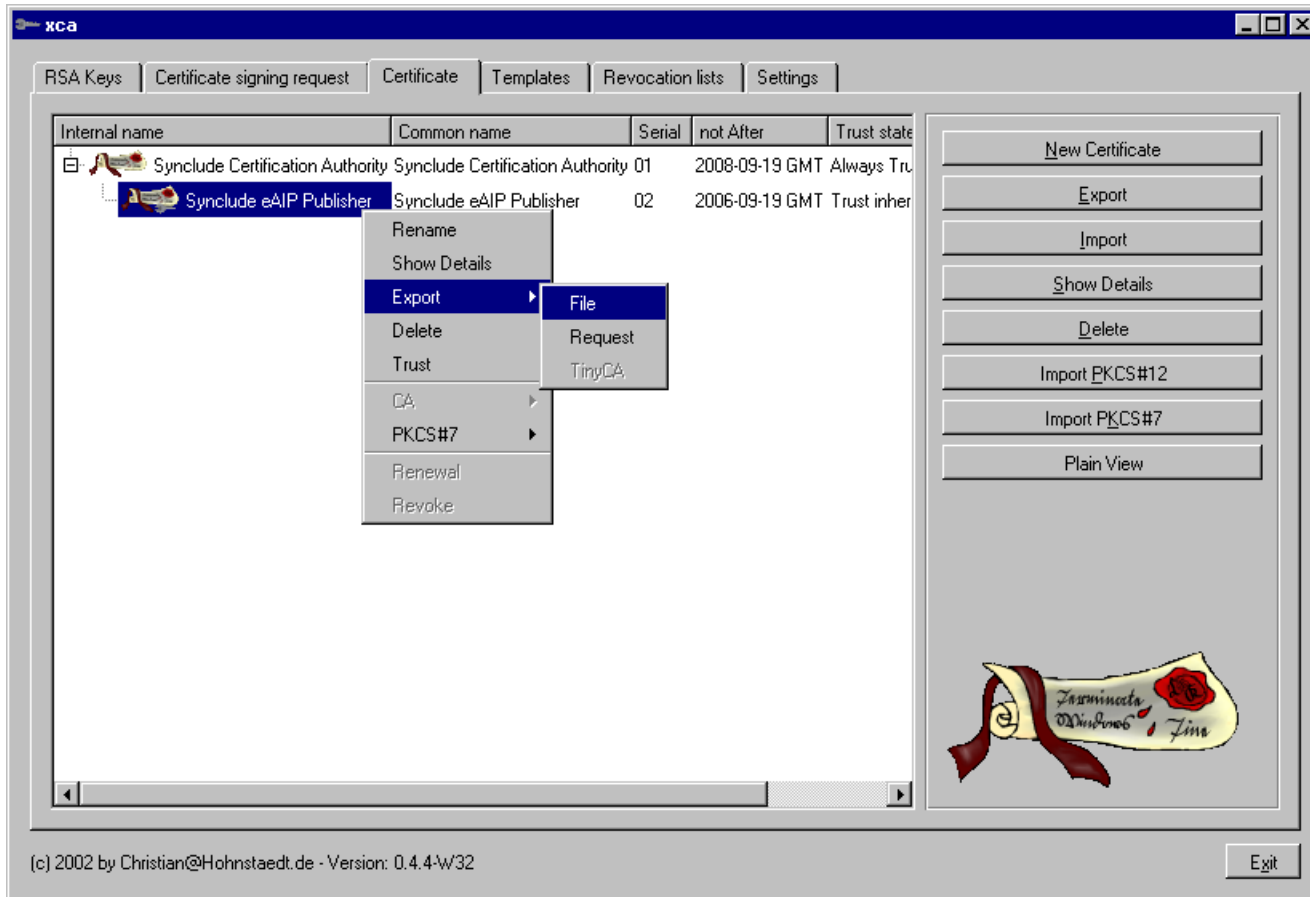 xca
RSA Keys Certificate signing request Certificate Templates Revocation lists Settings
Internal name Common name Serial not After Trust state
Synclude Certification Authority Synclude Certification Authority 01 2008-09-19 GMT Always Tru
Synclude eAIP Publisher Synclude eAIP Publisher 02 2006-09-19 GMT Trust inher
Rename
Show Details
Export
Delete
Trust
CA
PKCS#7
Renewal
Revoke
File
Request
TinyCA
New Certificate
Export
Import
Show Details
Delete
Import PKCS#12
Import PKCS#7
Plain View
Terminate
Windows
Time
(c) 2002 by Christian@Hohnstaedt.de - Version: 0.4.4-W32
Exit